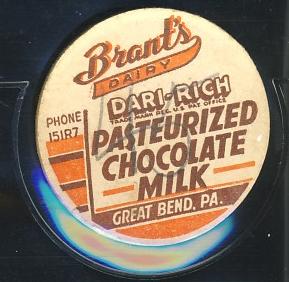 Brant's
DAIRY
DARI-RICH
TRADE MARK REG. U.S. PAT. OFFICE
PHONE
151R7
PASTEURIZED
CHOCOLATE
MILK
GREAT BEND, PA.